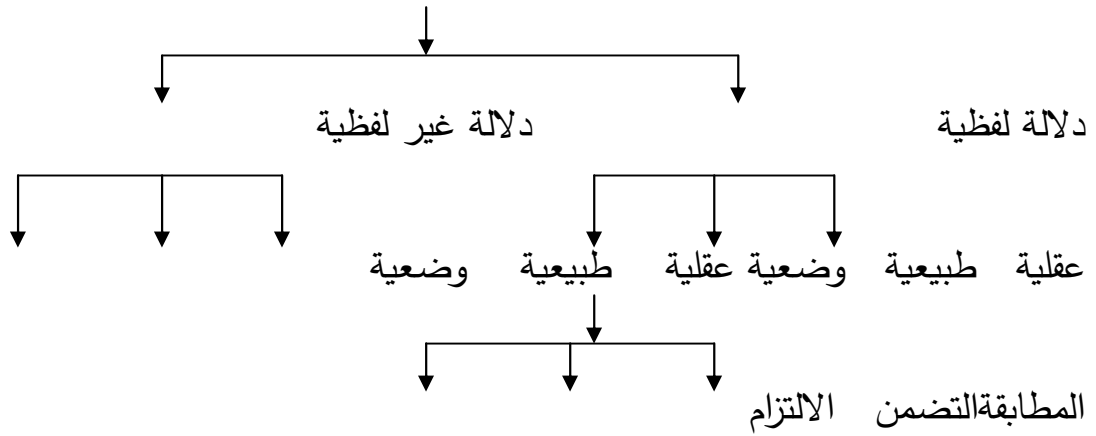 دلالة لفظية دلالة غير لفظية
عقلية طبيعية وضعية عقلية طبيعية وضعية
المطابقةالتضمن الالتزام